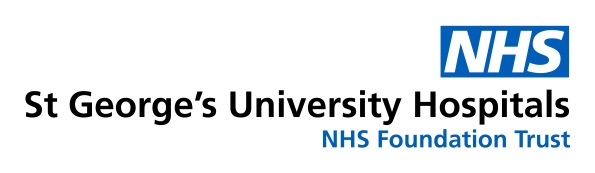 NHS
St George’s University Hospitals
NHS Foundation Trust